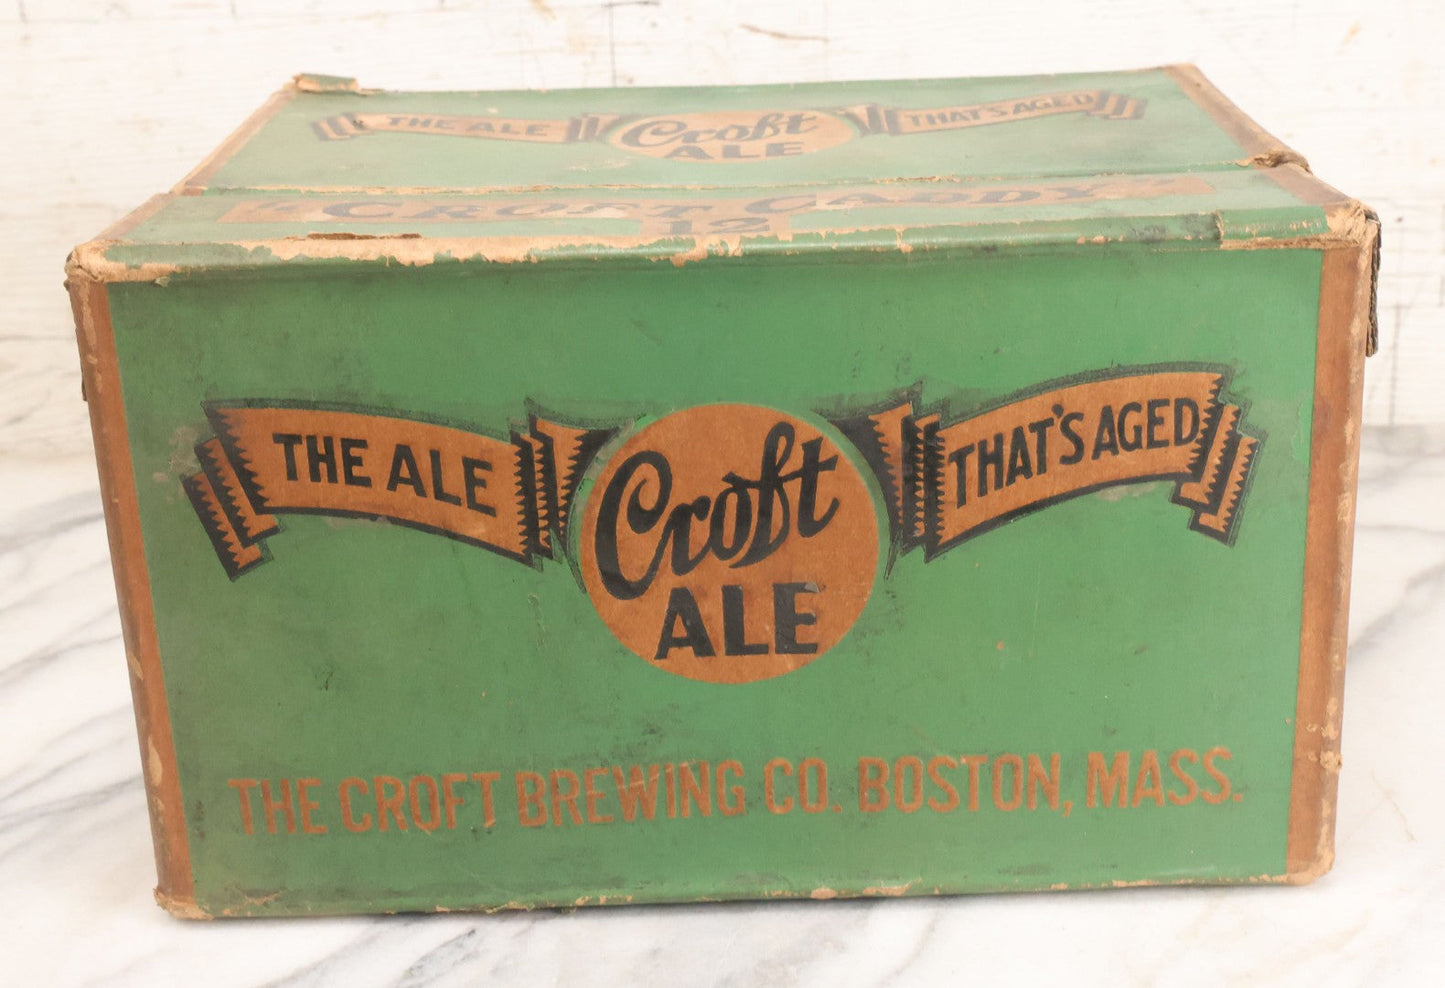 THE ALE Croft ALE THAT'S AGED
"CROFT CADDY"
12
THE ALE Croft ALE THAT'S AGED
THE CROFT BREWING CO. BOSTON, MASS.